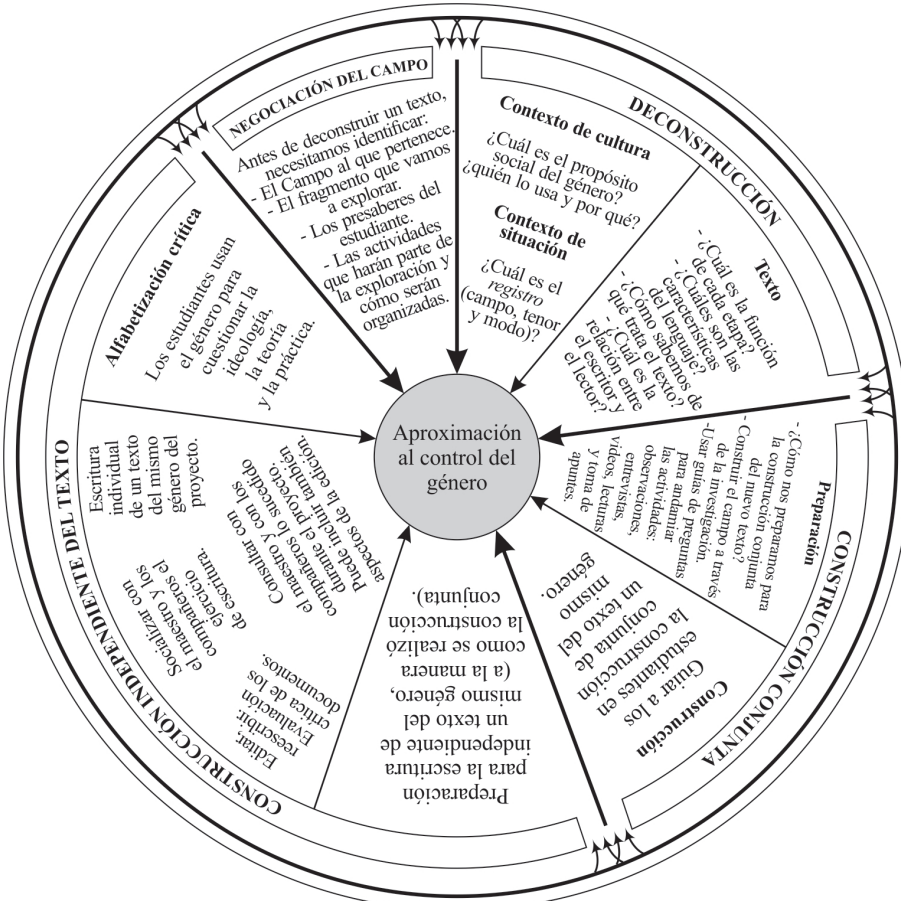 NEGOCIACIÓN DEL CAMPO
Antes de deconstruir un texto,
necesitamos identificar:
- El Campo al que pertenece.
- El fragmento que vamos
a explorar.
- Los presaberes del
estudiante.
- Las actividades
que harán parte de
la exploración y
cómo serán
organizadas.
DECONSTRUCCIÓN
Contexto de cultura
¿Cuál es el propósito
social del género?
¿quién lo usa y por qué?
Contexto de
situación
¿Cuál es el
registro
(campo, tenor
y modo)?
Texto
- ¿Cuál es la función
de cada etapa?
- ¿Cuáles son las
características
del lenguaje?
- ¿Cómo sabemos de
qué trata el texto?
- ¿Cuál es la
relación entre
el escritor y
el lector?
CONSTRUCCIÓN CONJUNTA
Preparación
- ¿Cómo nos preparamos para
la construcción conjunta
del nuevo texto?
- Construir el campo a través
de la investigación.
-Usar guías de preguntas
para andamiar
las actividades:
observaciones,
entrevistas,
videos, lecturas
y toma de
apuntes.
Construcción
Guiar a los
estudiantes en
la construcción
conjunta de
un texto del
mismo
género.
CONSTRUCCIÓN INDEPENDIENTE DEL TEXTO
Preparación
para la escritura
independiente de
un texto del
mismo género,
(a la manera
como se realizó
la construcción
conjunta).
Editar,
reescribir.
Evaluación
crítica de los
documentos.
Socializar con
el maestro y los
compañeros el
ejercicio
de escritura.
Consultar con
el maestro y con los
compañeros lo sucedido
durante el proyecto.
Puede incluir también
aspectos de la edición.
Escritura
individual
de un texto
del mismo
género del
proyecto.
Alfabetización crítica
Los estudiantes usan
el género para
cuestionar la
ideología,
la teoría
y la práctica.
Aproximación
al control del
género